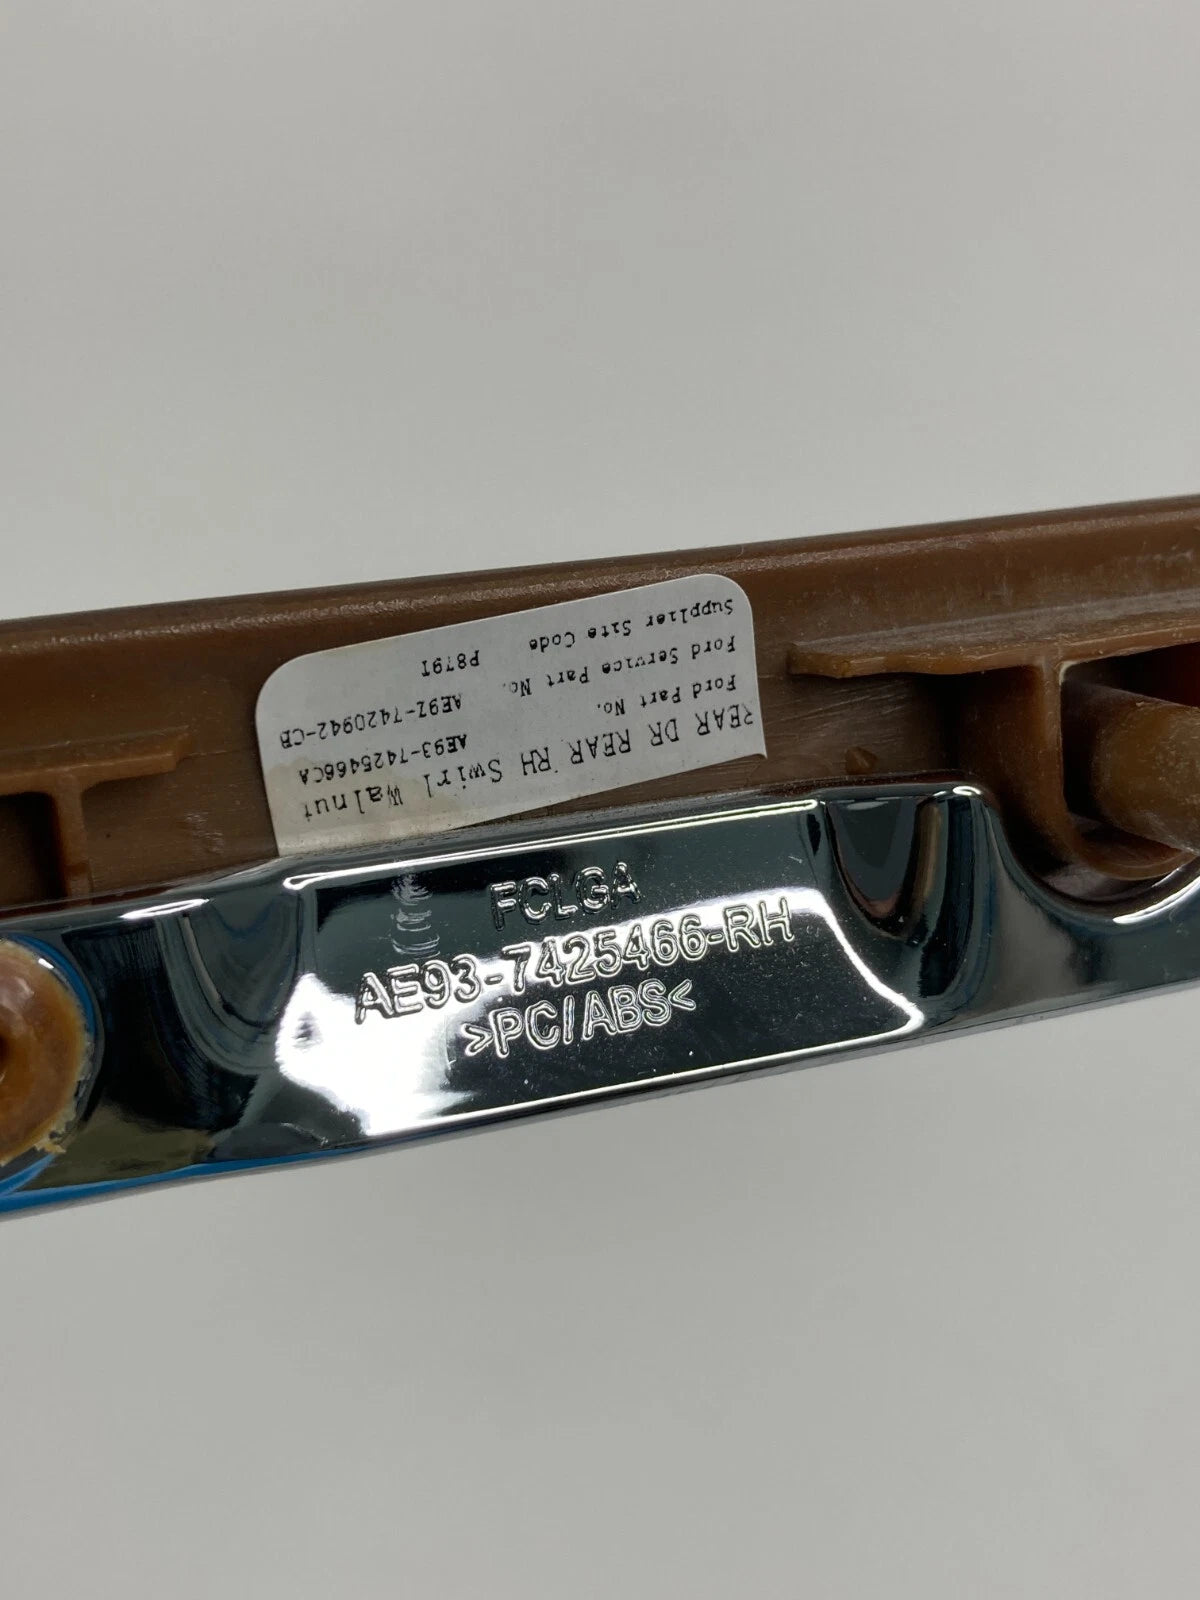 REAR DR REAR RH Swirl Walnut
Ford Part No. AE93-7425466CA
Ford Service Part No. AE9Z-7420942-CB
Supplier Site Code P879T
FCLGA
AE93-7425466-RH
>PC/ABS<